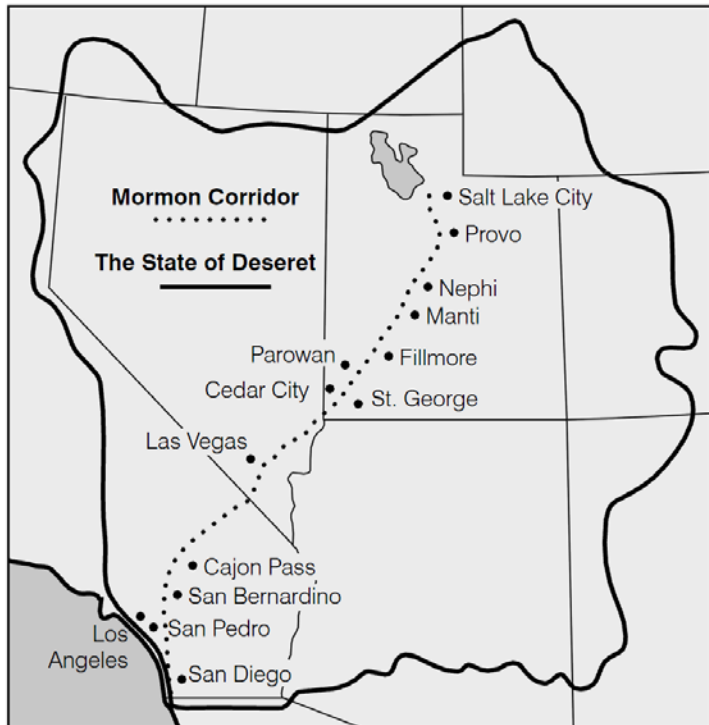 Mormon Corridor
The State of Deseret
Salt Lake City
Provo
Nephi
Manti
Parowan
Fillmore
Cedar City
St. George
Las Vegas
Cajon Pass
San Bernardino
Los
Angeles
San Pedro
San Diego